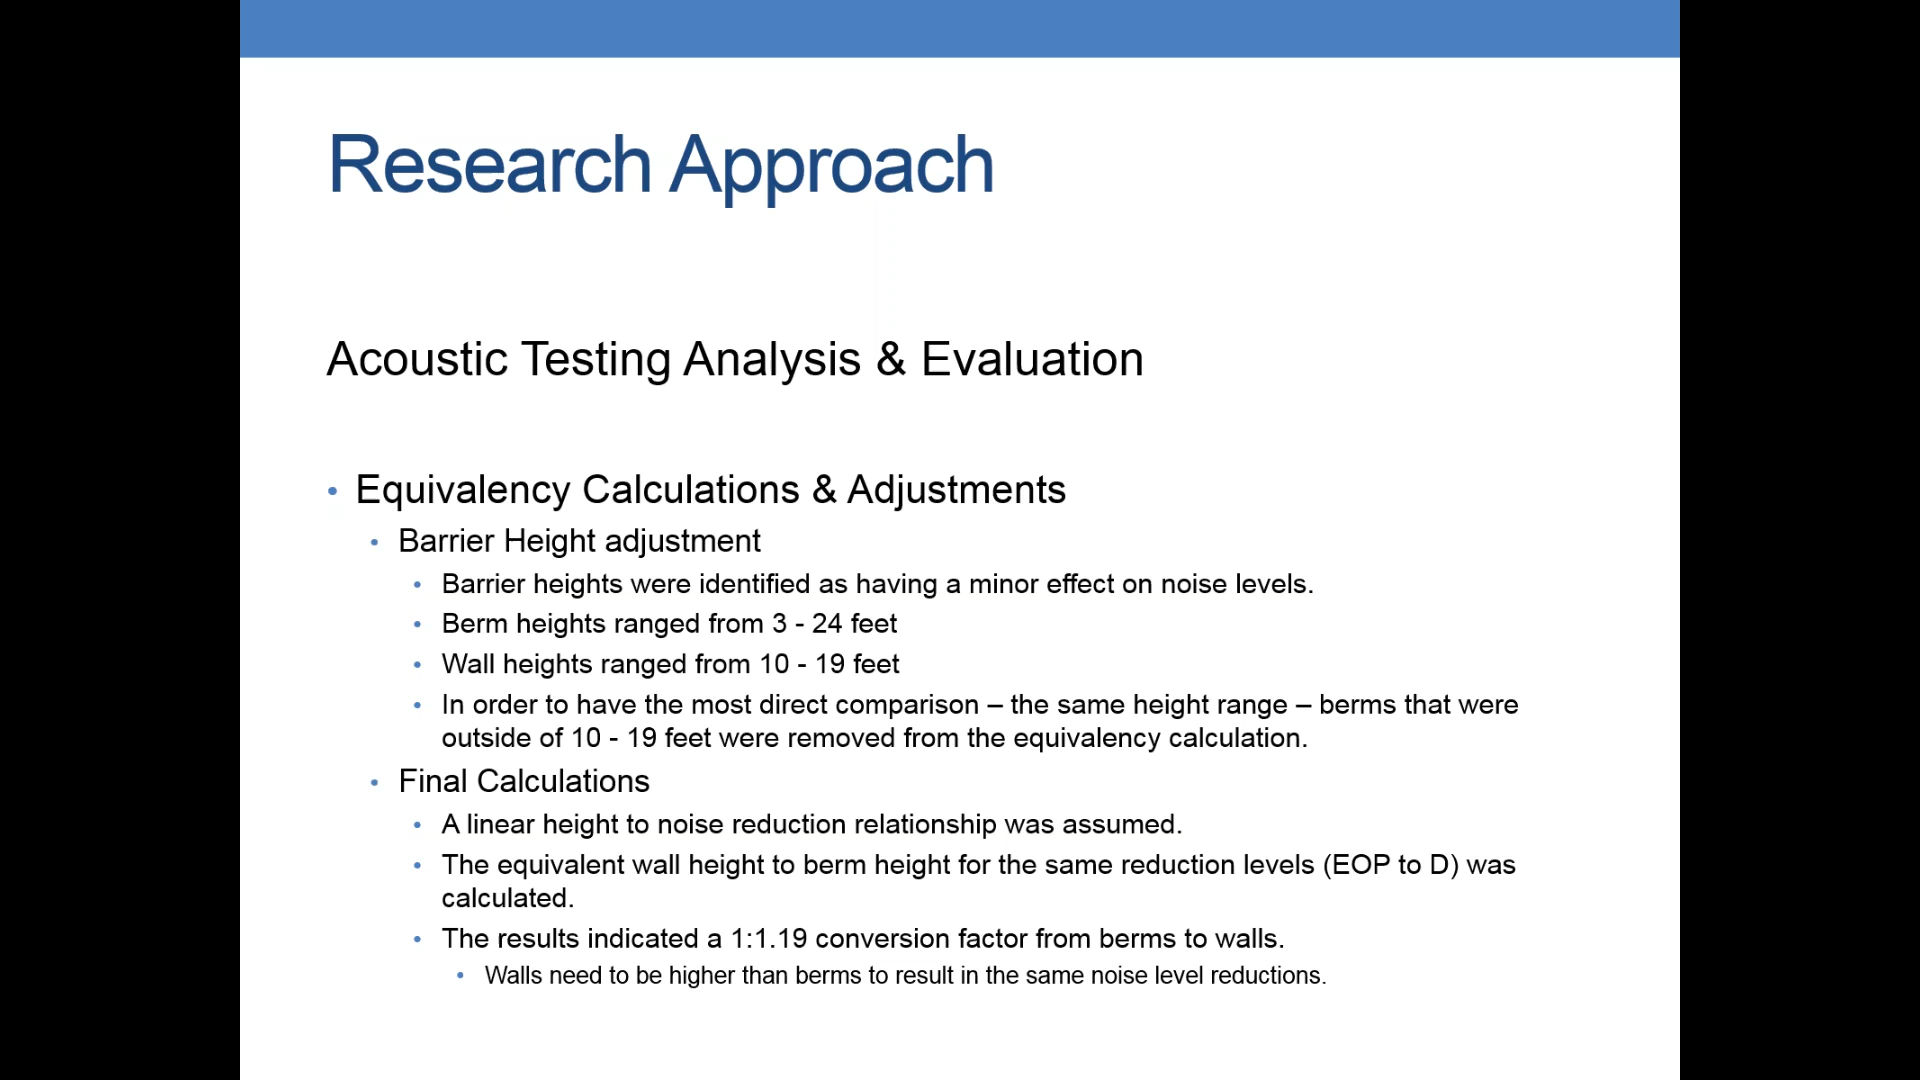 Research Approach
Acoustic Testing Analysis & Evaluation
• Equivalency Calculations & Adjustments
• Barrier Height adjustment
• Barrier heights were identified as having a minor effect on noise levels.
• Berm heights ranged from 3 - 24 feet
• Wall heights ranged from 10 - 19 feet
• In order to have the most direct comparison – the same height range – berms that were
outside of 10 - 19 feet were removed from the equivalency calculation.
• Final Calculations
• A linear height to noise reduction relationship was assumed.
• The equivalent wall height to berm height for the same reduction levels (EOP to D) was
calculated.
• The results indicated a 1:1.19 conversion factor from berms to walls.
• Walls need to be higher than berms to result in the same noise level reductions.